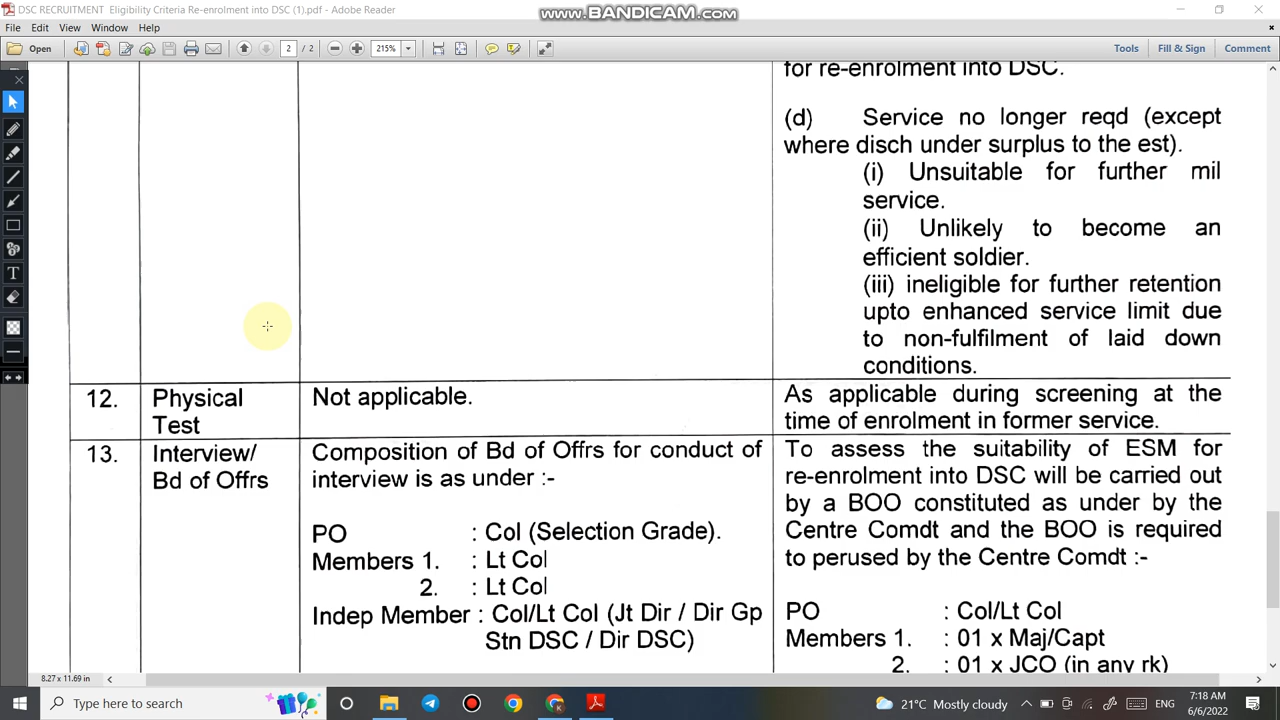 DSC RECRUITMENT Eligibility Criteria Re-enrolment into DSC (1).pdf - Adobe Reader
www.BANDICAM.com
File Edit View Window Help
Open 2 / 2 215% Tools Fill & Sign Comment
for re-enrolment into DSC.
(d) Service no longer reqd (except
where disch under surplus to the est).
(i) Unsuitable for further mil
service.
(ii) Unlikely to become an
efficient soldier.
(iii) ineligible for further retention
upto enhanced service limit due
to non-fulfilment of laid down
conditions.
12. Physical
Test
Not applicable.
As applicable during screening at the
time of enrolment in former service.
13. Interview/
Bd of Offrs
Composition of Bd of Offrs for conduct of
interview is as under :-
PO : Col (Selection Grade).
Members 1. : Lt Col
2. : Lt Col
Indep Member : Col/Lt Col (Jt Dir / Dir Gp
Stn DSC / Dir DSC)
To assess the suitability of ESM for
re-enrolment into DSC will be carried out
by a BOO constituted as under by the
Centre Comdt and the BOO is required
to perused by the Centre Comdt :-
PO : Col/Lt Col
Members 1. : 01 x Maj/Capt
2. : 01 x JCO (in any rk)
8.27 x 11.69 in
Type here to search
21°C Mostly cloudy
ENG
7:18 AM
6/6/2022